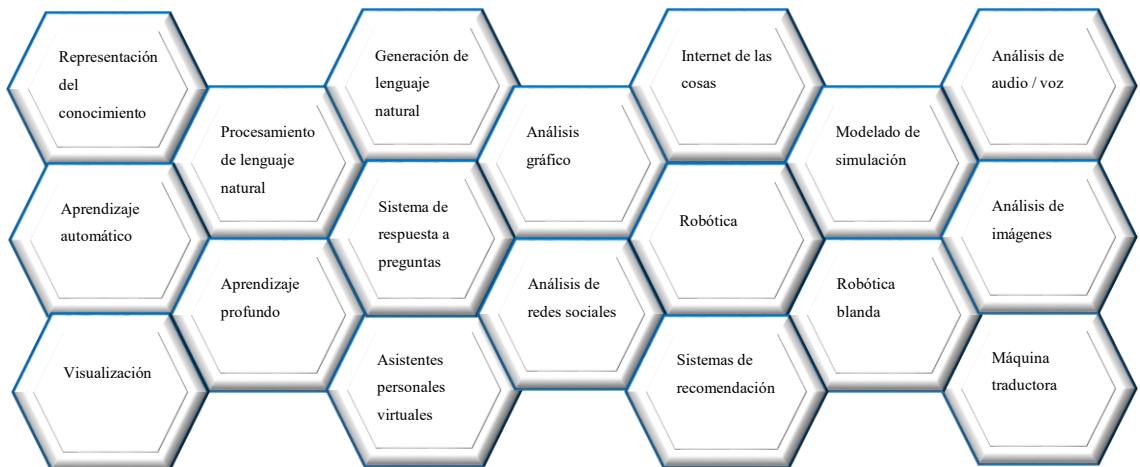 Representación
del
conocimiento
Generación de
lenguaje
natural
Internet de las
cosas
Análisis de
audio / voz
Procesamiento
de lenguaje
natural
Análisis
gráfico
Modelado de
simulación
Aprendizaje
automático
Sistema de
respuesta a
preguntas
Robótica
Análisis de
imágenes
Aprendizaje
profundo
Análisis de
redes sociales
Robótica
blanda
Visualización
Asistentes
personales
virtuales
Sistemas de
recomendación
Máquina
traductora